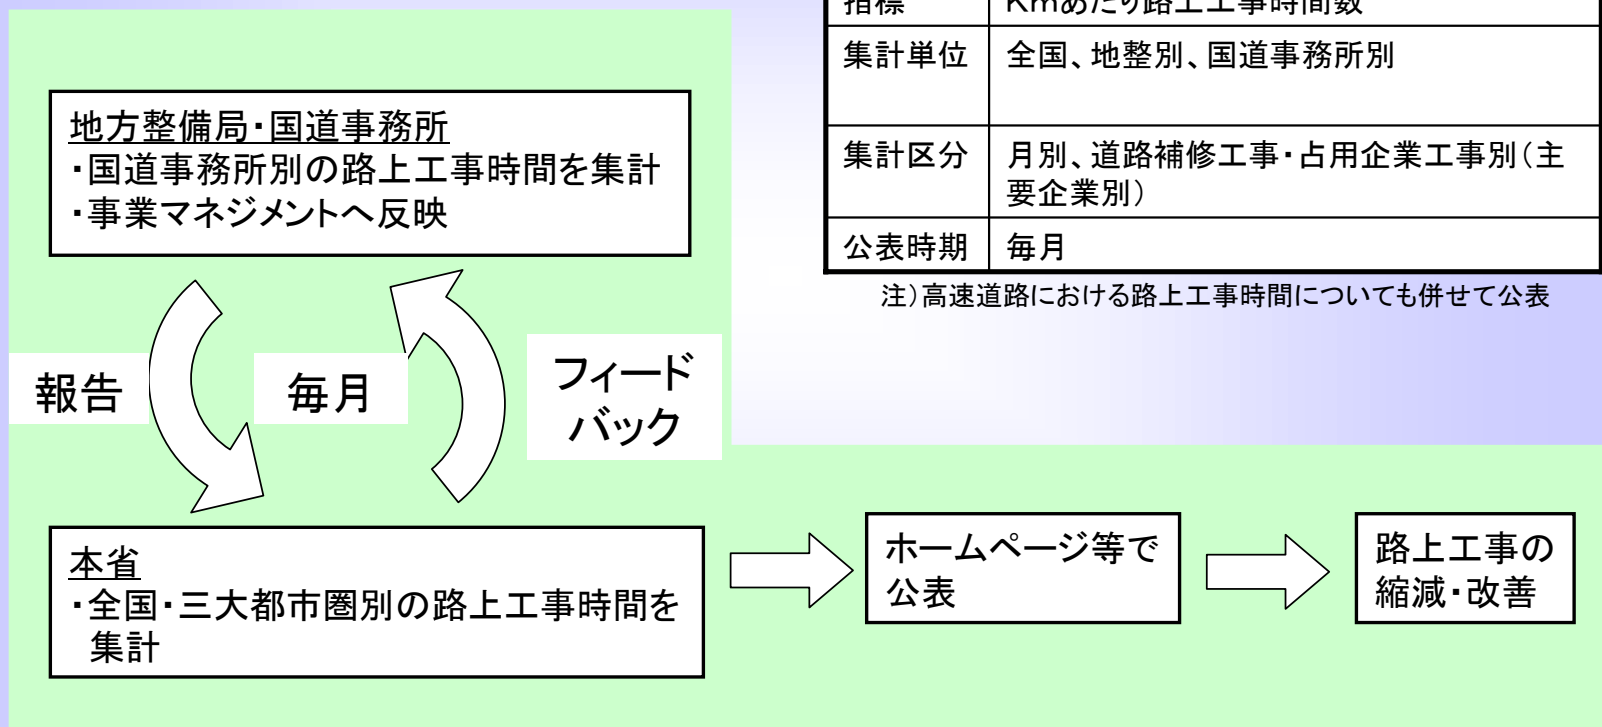 地方整備局・国道事務所
・国道事務所別の路上工事時間を集計
・事業マネジメントへ反映
報告
毎月
フィード
バック
本省
・全国・三大都市圏別の路上工事時間を
集計
ホームページ等で
公表
路上工事の
縮減・改善
指標 Kmあたり路上工事時間数
集計単位 全国、地整別、国道事務所別
集計区分 月別、道路補修工事・占用企業工事別（主
要企業別）
公表時期 毎月
注）高速道路における路上工事時間についても併せて公表